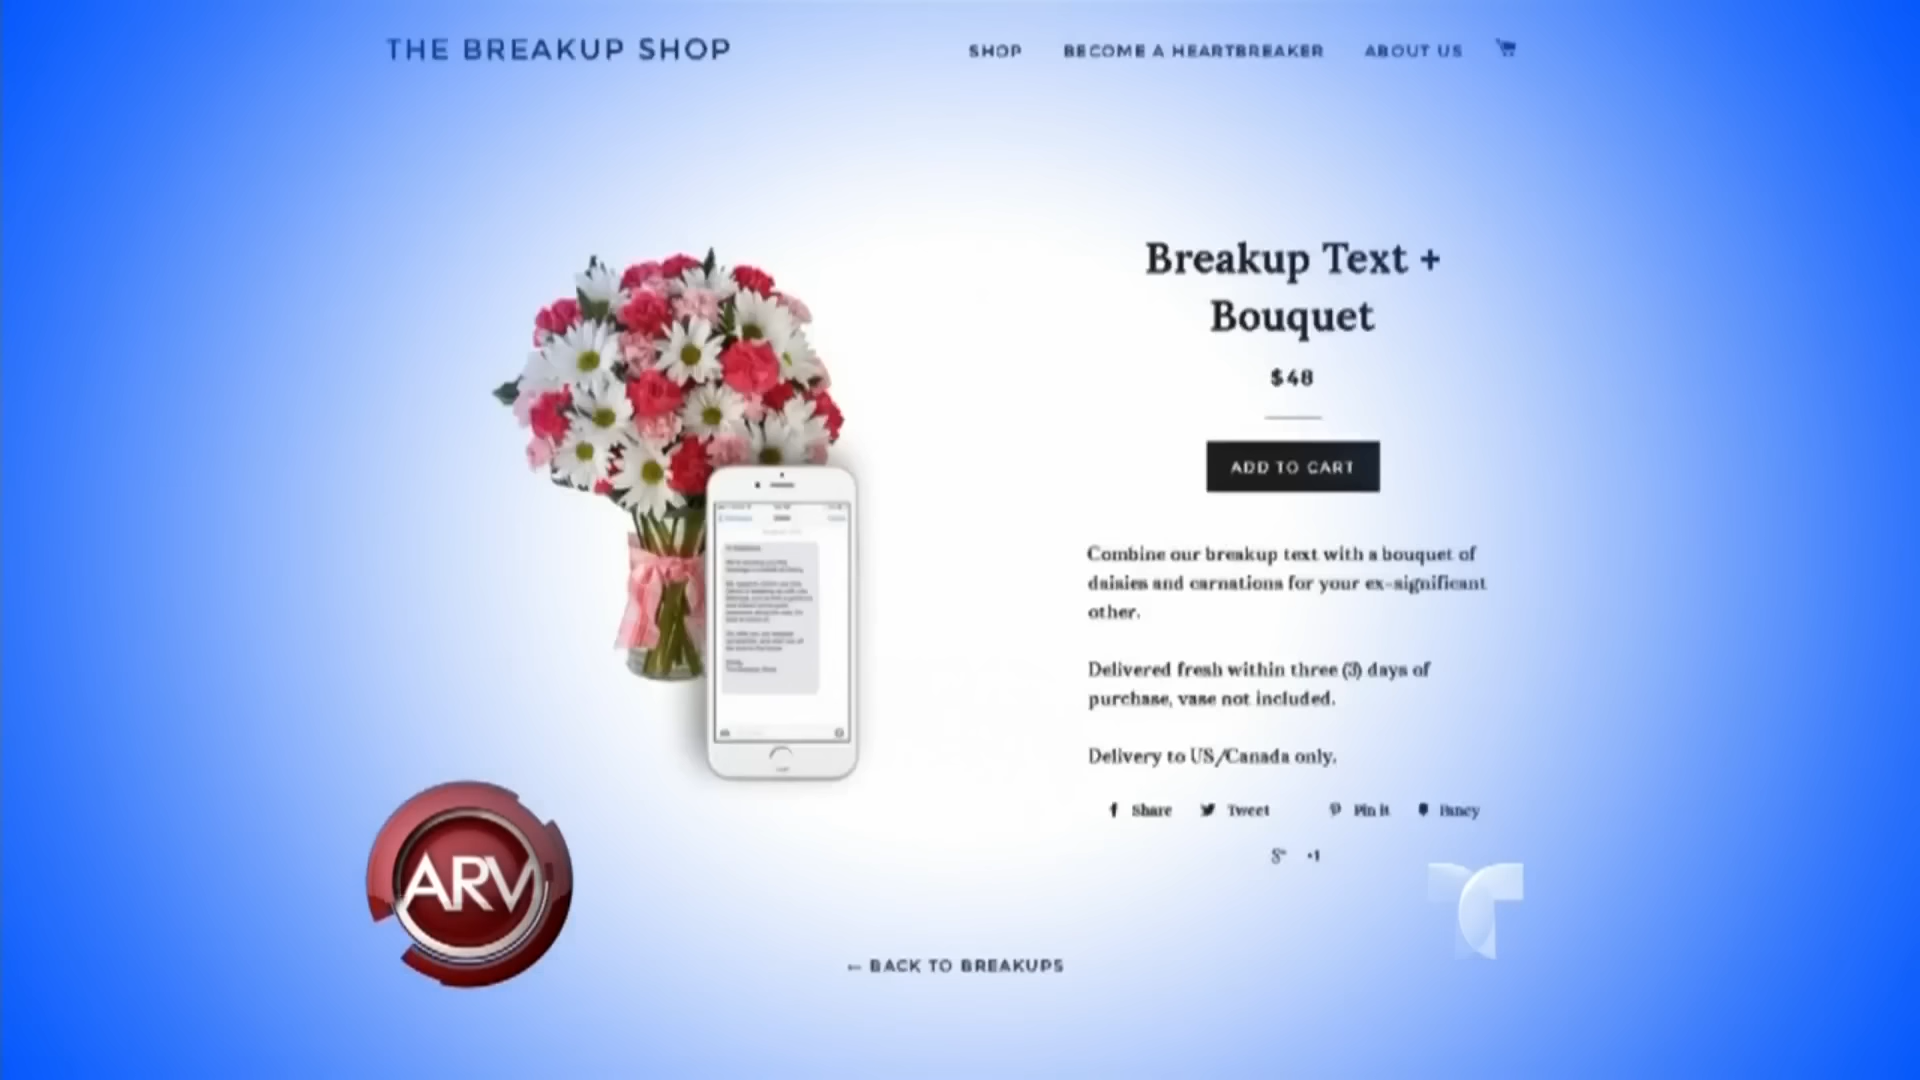 THE BREAKUP SHOP
SHOP BECOME A HEARTBREAKER ABOUT US
Breakup Text +
Bouquet
$48
ADD TO CART
Combine our breakup text with a bouquet of
daisies and carnations for your ex-significant
other.
Delivered fresh within three (3) days of
purchase, vase not included.
Delivery to US/Canada only.
Share Tweet Pin it Fancy
+1
ARV
← BACK TO BREAKUPS